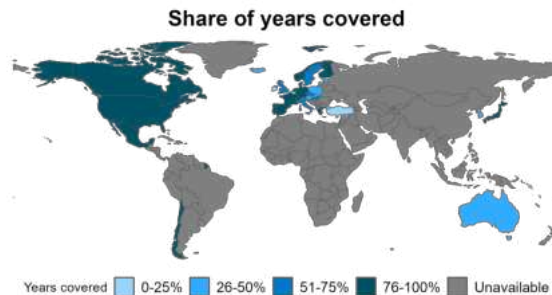 Share of years covered
Years covered 0-25% 26-50% 51-75% 76-100% Unavailable